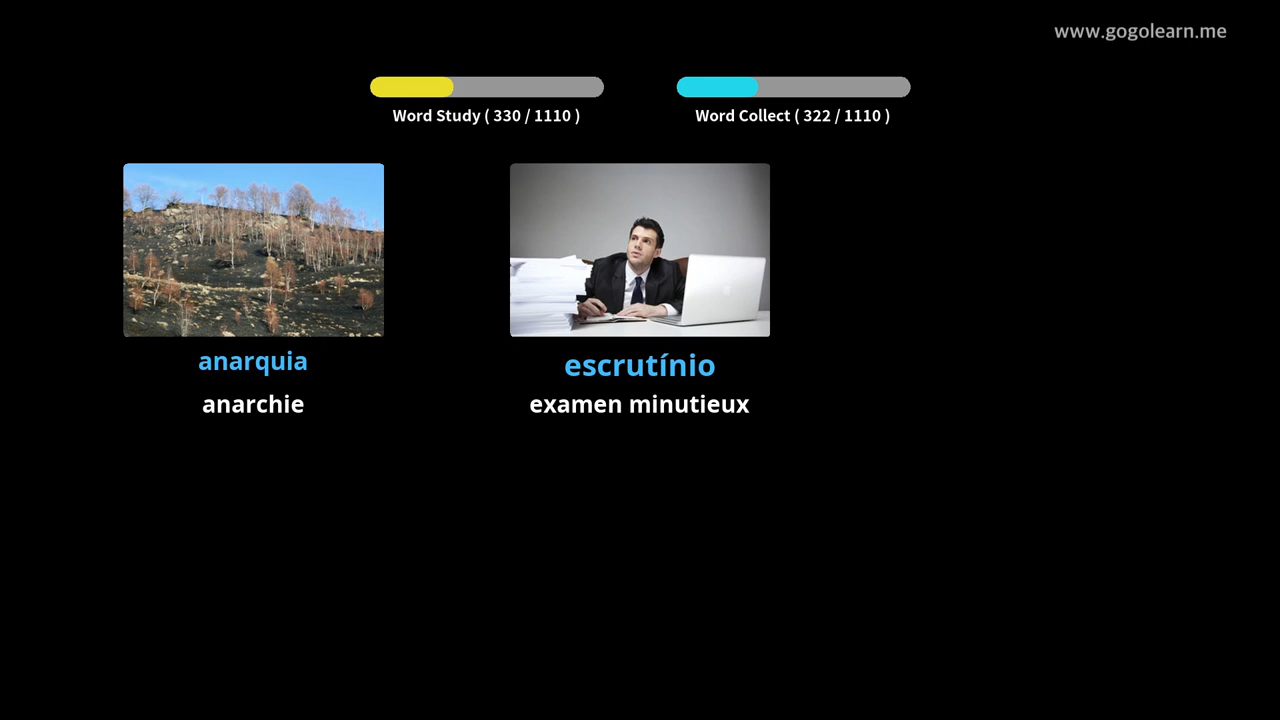 www.gogolearn.me
Word Study ( 330 / 1110 )
Word Collect ( 322 / 1110 )
anarquia
anarchie
escrutínio
examen minutieux